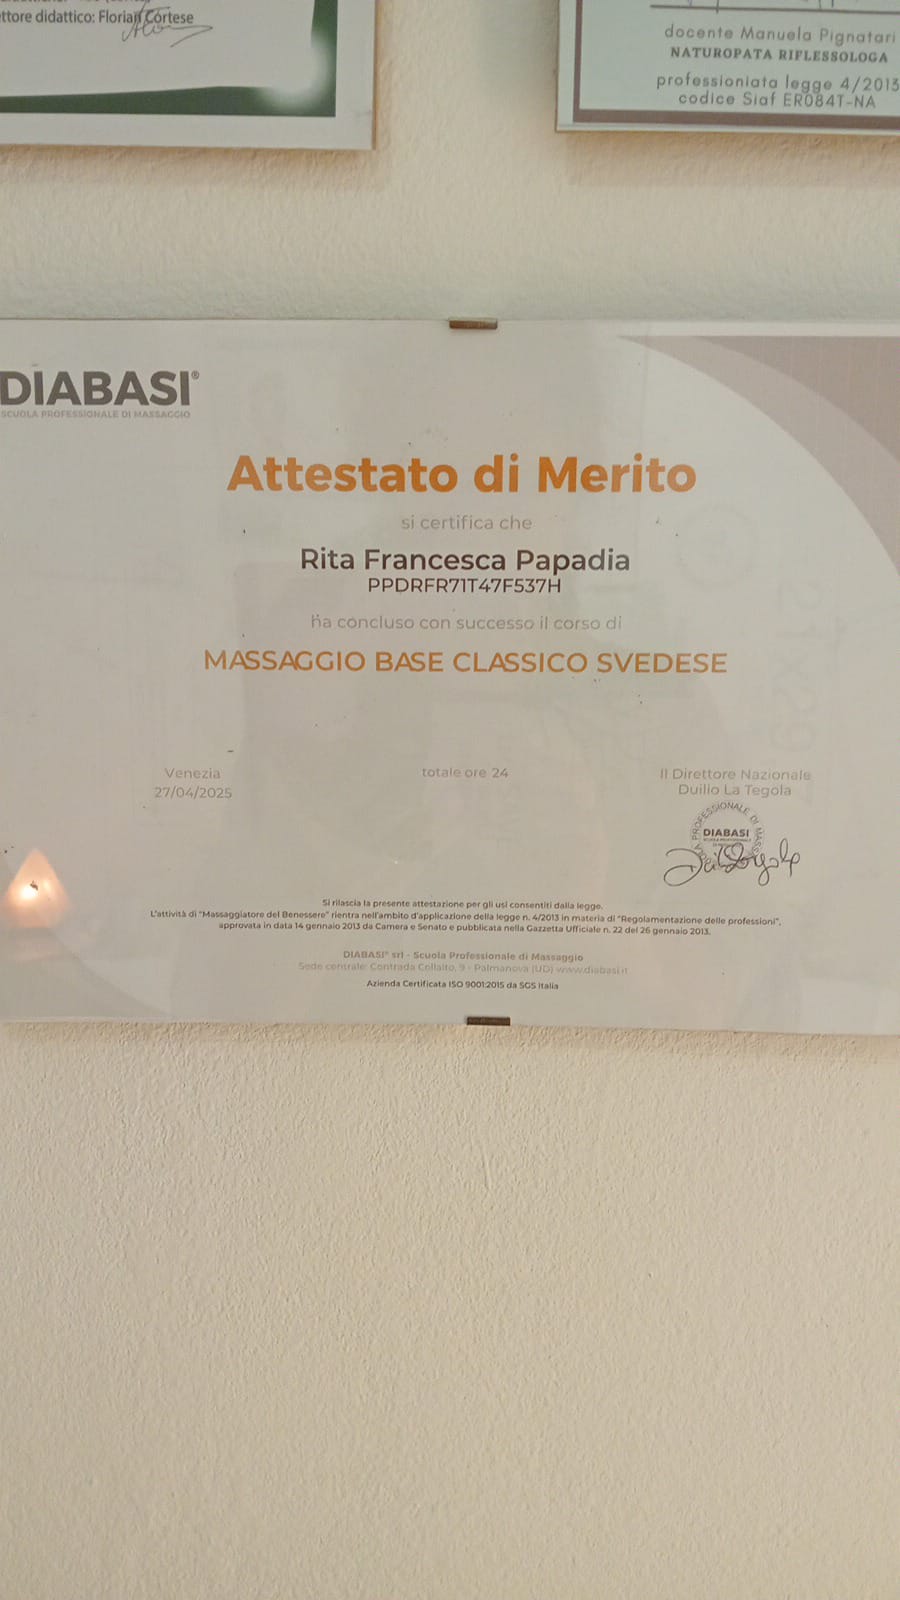 ttore didattico: Florian Cortese
docente Manuela Pignatari
NATUROPATA RIFLESSOLOGA
professionista legge 4/2013
codice Siaf ER084T-NA
DIABASI®
SCUOLA PROFESSIONALE DI MASSAGGIO
Attestato di Merito
si certifica che
Rita Francesca Papadia
PPDRFR71T47F537H
ha concluso con successo il corso di
MASSAGGIO BASE CLASSICO SVEDESE
Venezia
27/04/2025
totale ore 24
Il Direttore Nazionale
Duilio La Tegola
DIABASI
Si rilascia la presente attestazione per gli usi consentiti dalla legge.
L'attività di "Massaggiatore del Benessere" rientra nell'ambito d'applicazione della legge n. 4/2013 in materia di "Regolamentazione delle professioni",
approvata in data 14 gennaio 2013 da Camera e Senato e pubblicata nella Gazzetta Ufficiale n. 22 del 26 gennaio 2013.
DIABASI® srl - Scuola Professionale di Massaggio
Sede centrale: Contrada Collalto, 9 - Palmanova (UD) www.diabasi.it
Azienda Certificata ISO 9001:2015 da SGS Italia